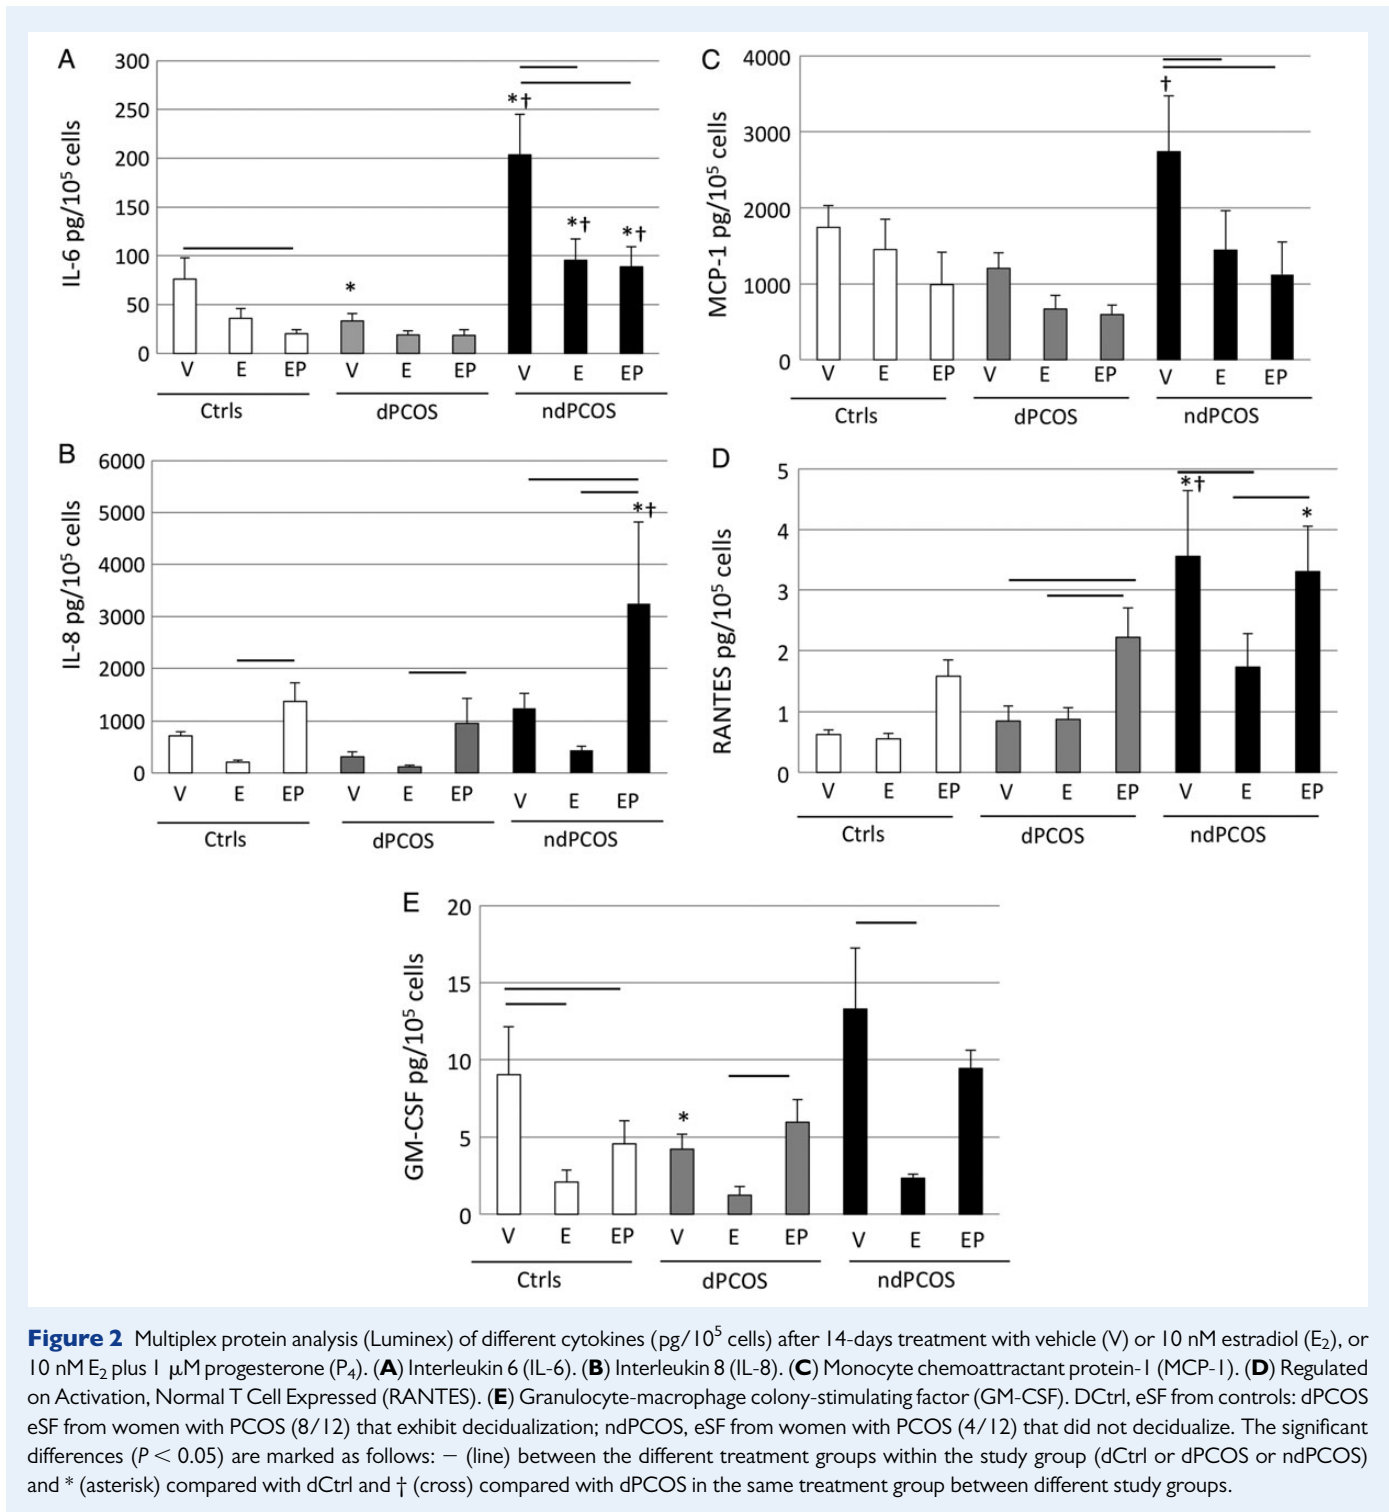 A
IL-6 pg/10⁵ cells
300
250
200
150
100
50
0
*†
*†
*†
*
V E EP V E EP V E EP
Ctrls dPCOS ndPCOS
C
MCP-1 pg/10⁵ cells
4000
3000
2000
1000
0
†
V E EP V E EP V E EP
Ctrls dPCOS ndPCOS
B
IL-8 pg/10⁵ cells
6000
5000
4000
3000
2000
1000
0
*†
V E EP V E EP V E EP
Ctrls dPCOS ndPCOS
D
RANTES pg/10⁵ cells
5
4
3
2
1
0
*†
*
V E EP V E EP V E EP
Ctrls dPCOS ndPCOS
E
GM-CSF pg/10⁵ cells
20
15
10
5
0
*
V E EP V E EP V E EP
Ctrls dPCOS ndPCOS
Figure 2 Multiplex protein analysis (Luminex) of different cytokines (pg/10⁵ cells) after 14-days treatment with vehicle (V) or 10 nM estradiol (E₂), or
10 nM E₂ plus 1 μM progesterone (P₄). (A) Interleukin 6 (IL-6). (B) Interleukin 8 (IL-8). (C) Monocyte chemoattractant protein-1 (MCP-1). (D) Regulated
on Activation, Normal T Cell Expressed (RANTES). (E) Granulocyte-macrophage colony-stimulating factor (GM-CSF). DCtrl, eSF from controls: dPCOS
eSF from women with PCOS (8/12) that exhibit decidualization; ndPCOS, eSF from women with PCOS (4/12) that did not decidualize. The significant
differences (P < 0.05) are marked as follows: − (line) between the different treatment groups within the study group (dCtrl or dPCOS or ndPCOS)
and * (asterisk) compared with dCtrl and † (cross) compared with dPCOS in the same treatment group between different study groups.